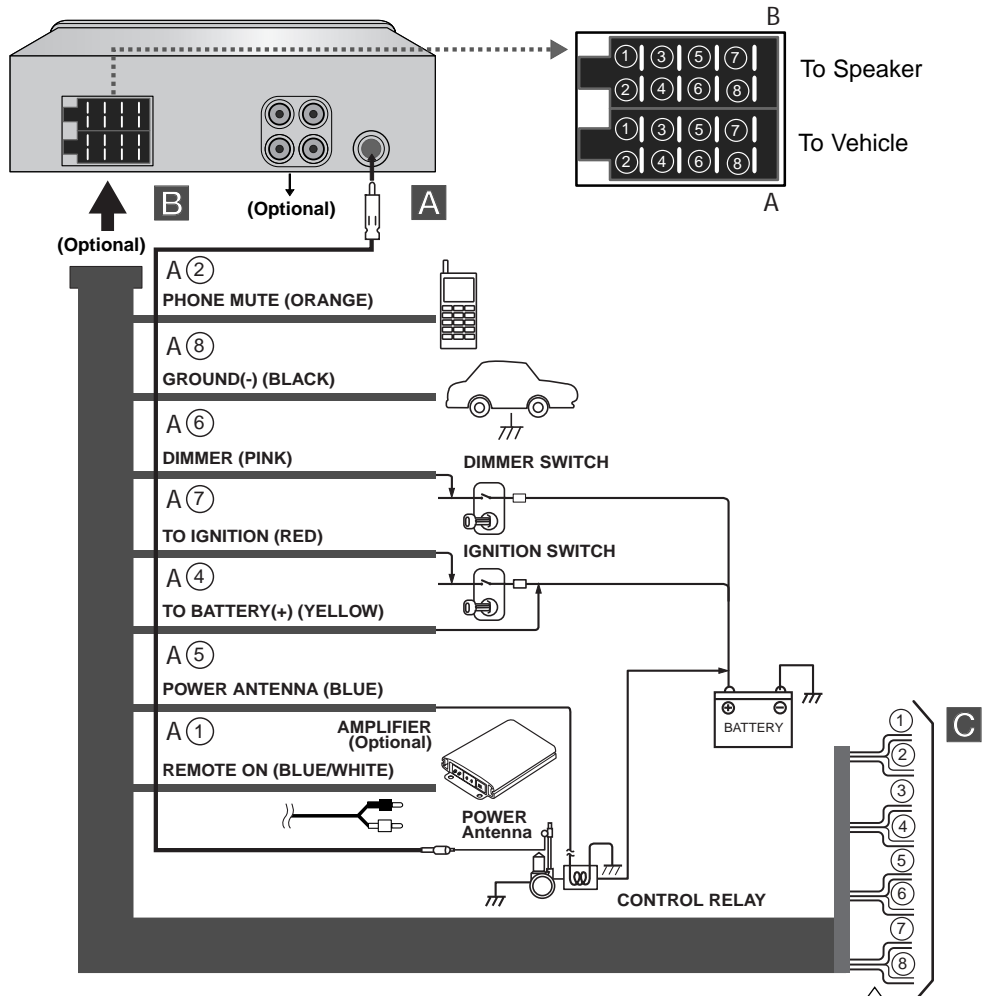 B
① ③ ⑤ ⑦
② ④ ⑥ ⑧
To Speaker
① ③ ⑤ ⑦
② ④ ⑥ ⑧
To Vehicle
A
B
(Optional)
A
(Optional)
A ②
PHONE MUTE (ORANGE)
A ⑧
GROUND(-) (BLACK)
A ⑥
DIMMER (PINK)
DIMMER SWITCH
A ⑦
TO IGNITION (RED)
IGNITION SWITCH
A ④
TO BATTERY(+) (YELLOW)
A ⑤
POWER ANTENNA (BLUE)
+ −
BATTERY
A ①
AMPLIFIER
(Optional)
REMOTE ON (BLUE/WHITE)
POWER
Antenna
CONTROL RELAY
C
①
②
③
④
⑤
⑥
⑦
⑧